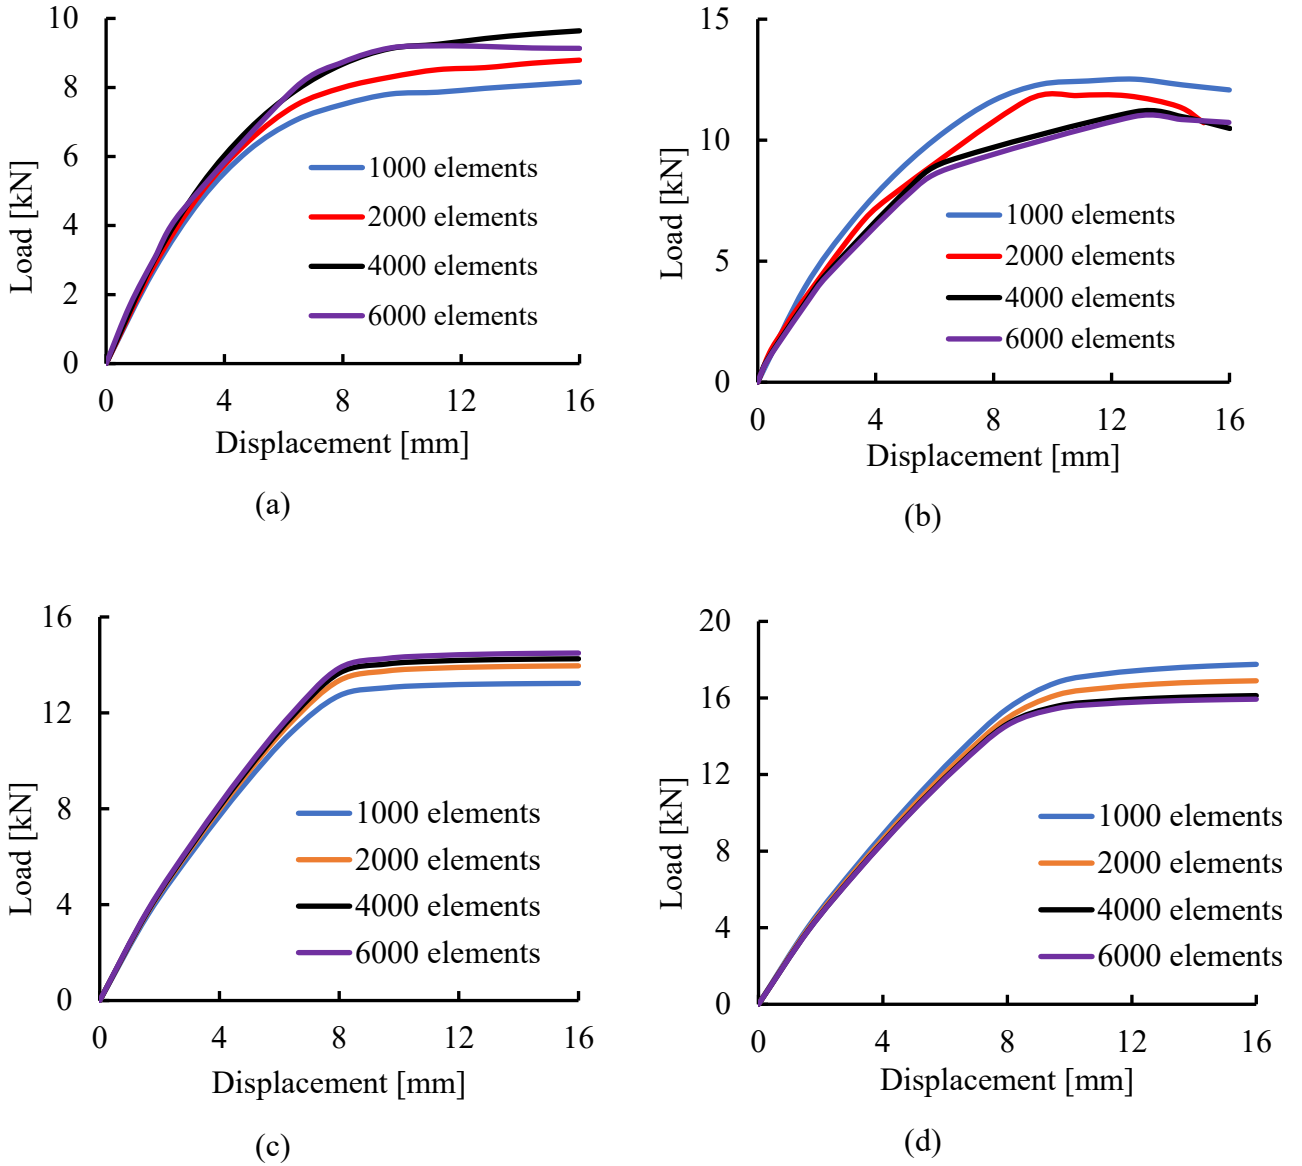 10
8
6
4
2
0
Load [kN]
1000 elements
2000 elements
4000 elements
6000 elements
0 4 8 12 16
Displacement [mm]
(a)
15
10
5
0
Load [kN]
1000 elements
2000 elements
4000 elements
6000 elements
0 4 8 12 16
Displacement [mm]
(b)
16
12
8
4
0
Load [kN]
1000 elements
2000 elements
4000 elements
6000 elements
0 4 8 12 16
Displacement [mm]
(c)
20
16
12
8
4
0
Load [kN]
1000 elements
2000 elements
4000 elements
6000 elements
0 4 8 12 16
Displacement [mm]
(d)